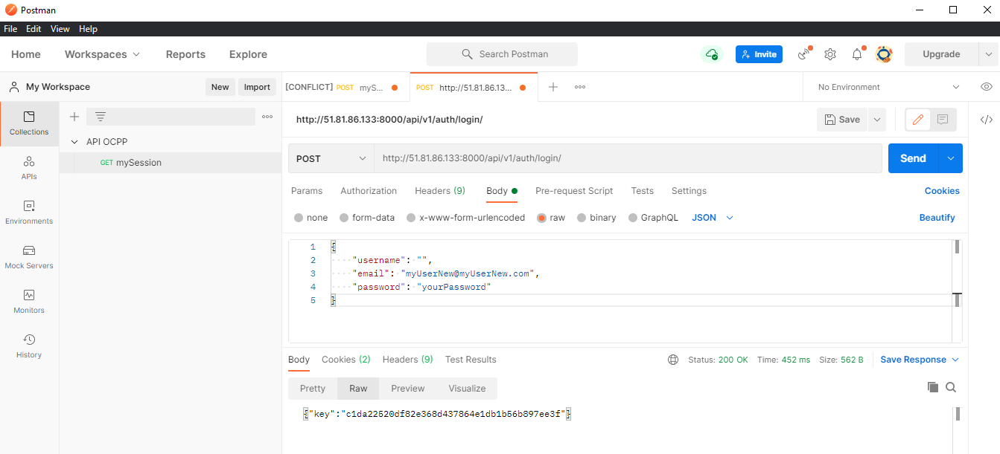 Postman
File Edit View Help
Home Workspaces Reports Explore Search Postman Invite Upgrade
My Workspace New Import [CONFLICT] POST myS... POST http://51.81.86.13... No Environment
Collections
API OCPP
GET mySession
APIs
Environments
Mock Servers
Monitors
History
http://51.81.86.133:8000/api/v1/auth/login/ Save
POST http://51.81.86.133:8000/api/v1/auth/login/ Send
Params Authorization Headers (9) Body Pre-request Script Tests Settings Cookies
none form-data x-www-form-urlencoded raw binary GraphQL JSON Beautify
1 {
2 "username": "",
3 "email": "myUserNew@myUserNew.com",
4 "password": "yourPassword"
5 }
Body Cookies (2) Headers (9) Test Results Status: 200 OK Time: 452 ms Size: 562 B Save Response
Pretty Raw Preview Visualize
{"key":"c1da22520df82e368d437864e1db1b56b897ee3f"}